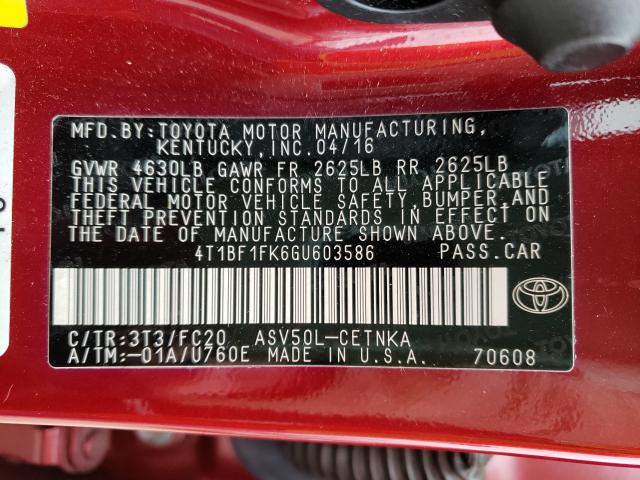 MFD.BY:TOYOTA MOTOR MANUFACTURING,
KENTUCKY,INC.04/16
GVWR 4630LB GAWR FR 2625LB RR 2625LB
THIS VEHICLE CONFORMS TO ALL APPLICABLE
FEDERAL MOTOR VEHICLE SAFETY,BUMPER,AND
THEFT PREVENTION STANDARDS IN EFFECT ON
THE DATE OF MANUFACTURE SHOWN ABOVE.
4T1BF1FK6GU603586 PASS.CAR
C/TR:3T3/FC20 ASV50L-CETNKA
A/TM:-01A/U760E MADE IN U.S.A. 70608